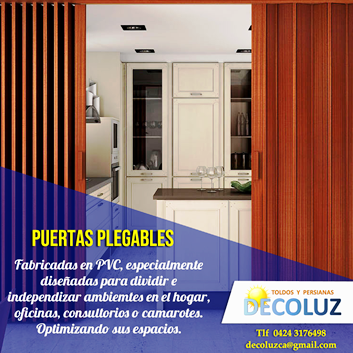 PUERTAS PLEGABLES
Fabricadas en PVC, especialmente
diseñadas para dividir e
independizar ambientes en el hogar,
oficinas, consultorios o camarotes.
Optimizando sus espacios.
TOLDOS Y PERSIANAS
DECOLUZ
Tlf 0424 3176498
decoluzca@gmail.com